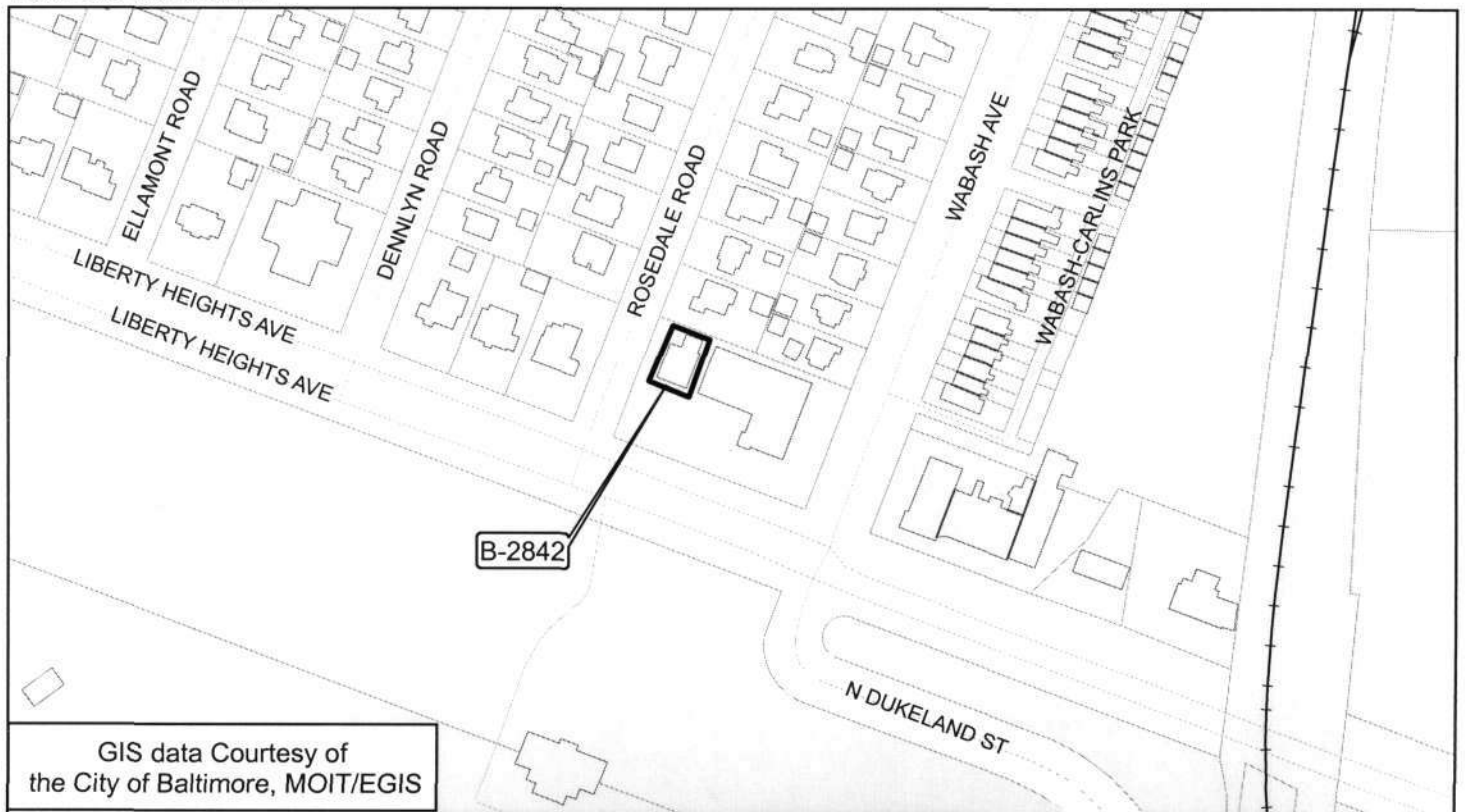 ELLAMONT ROAD
DENNLYN ROAD
ROSEDALE ROAD
WABASH AVE
WABASH-CARLINS PARK
LIBERTY HEIGHTS AVE
LIBERTY HEIGHTS AVE
B-2842
N DUKELAND ST
GIS data Courtesy of
the City of Baltimore, MOIT/EGIS